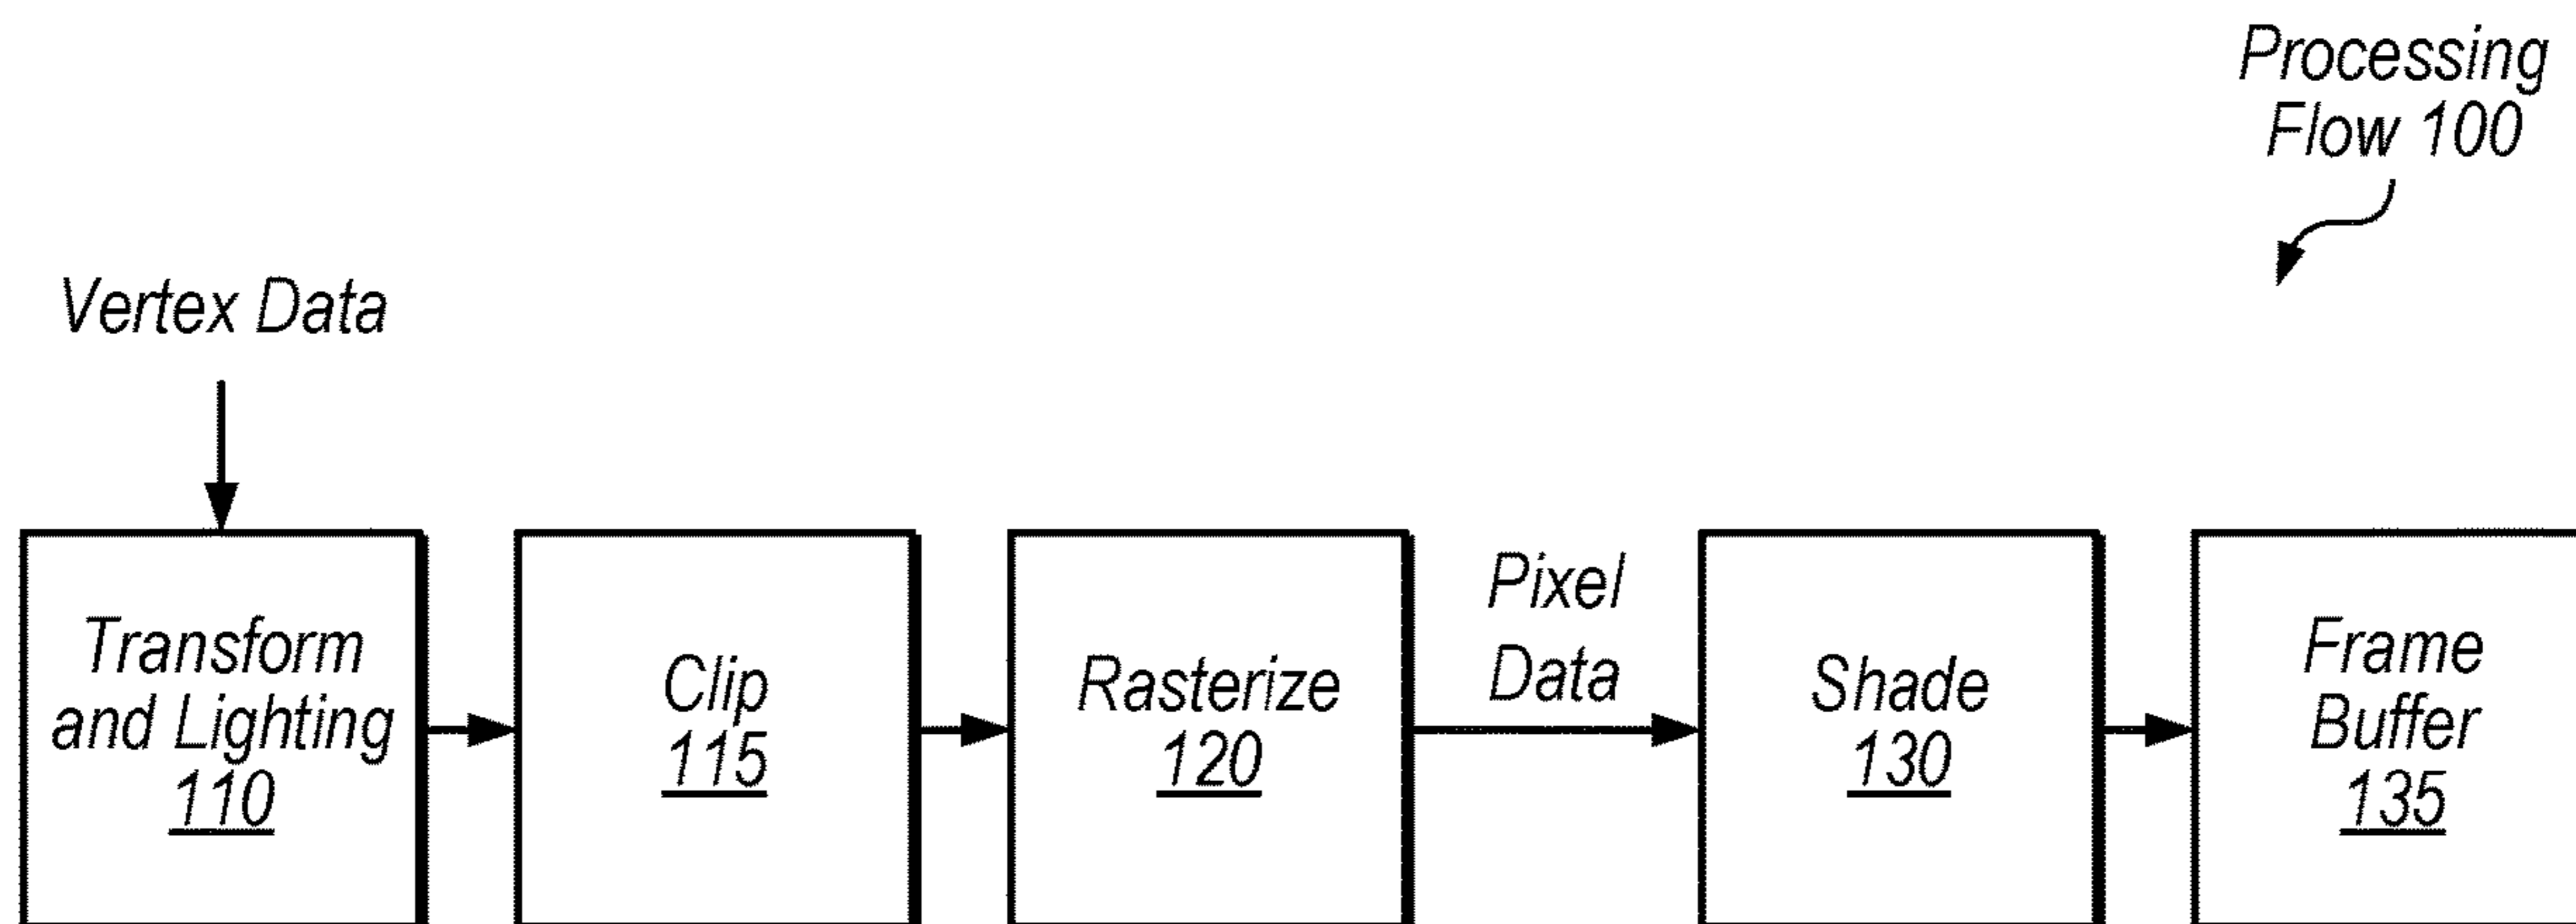 Processing
Flow 100
Vertex Data
Transform
and Lighting
110
Clip
115
Rasterize
120
Pixel
Data
Shade
130
Frame
Buffer
135